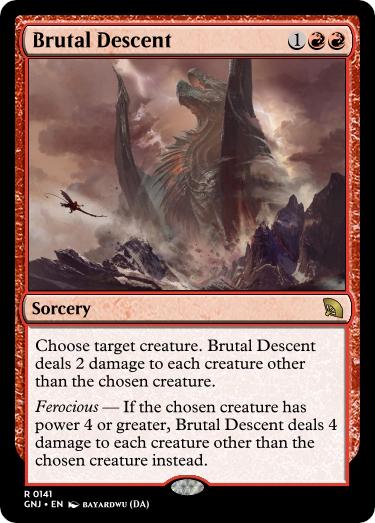 Brutal Descent 1
Sorcery
Choose target creature. Brutal Descent
deals 2 damage to each creature other
than the chosen creature.
Ferocious — If the chosen creature has
power 4 or greater, Brutal Descent deals 4
damage to each creature other than the
chosen creature instead.
R 0141
GNJ • EN BAYARDWU (DA)